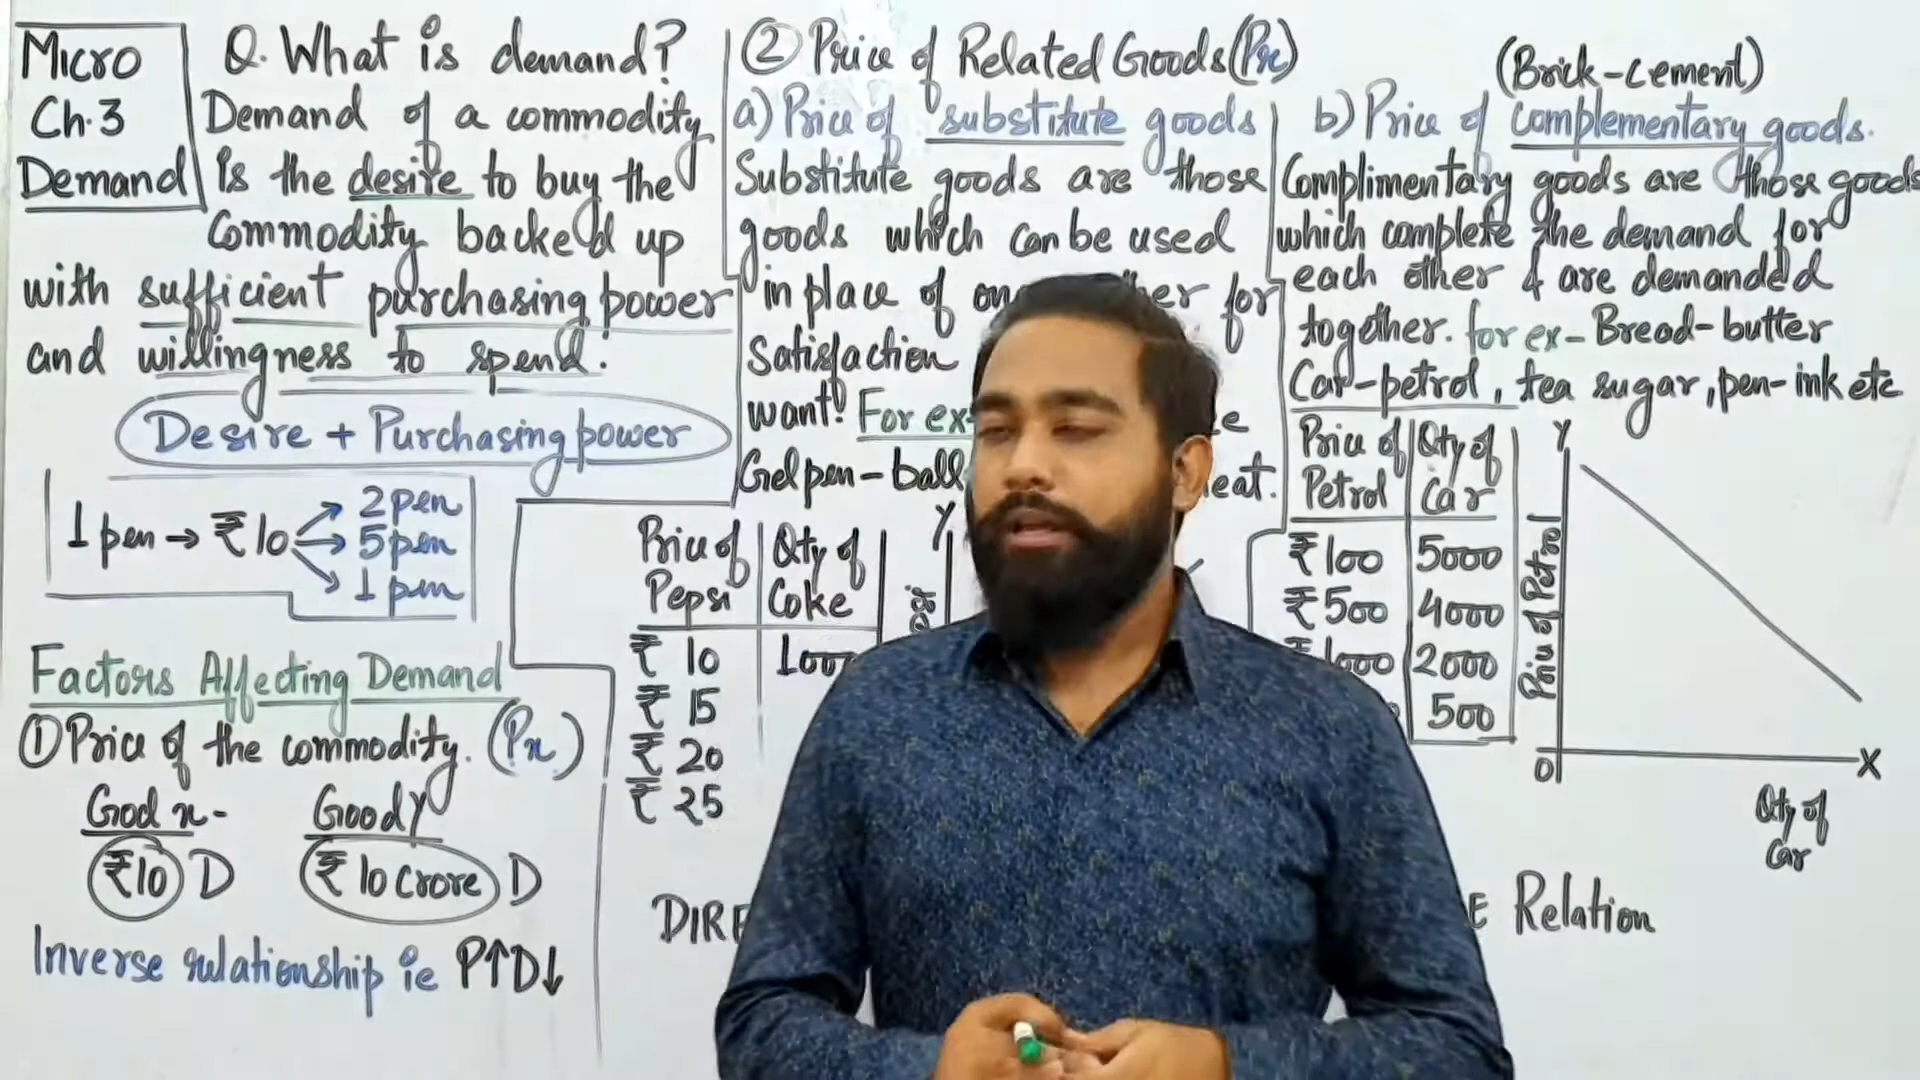 Micro
Ch.3
Demand
Q. What is demand?
Demand of a commodity
is the desire to buy the
Commodity backed up
with sufficient purchasing power
and willingness to spend.
Desire + Purchasing power
1 pen → ₹10
2 pen
5 pen
1 pen
Factors Affecting Demand
① Price of the commodity. (Px)
God x-
Good y
₹10 D
₹10 Crore D
Inverse relationship ie P↑D↓
② Price of Related Goods (Pr)
a) Price of substitute goods
Substitute goods are those
goods which can be used
in place of for
Satisfaction
want. For ex-
Gel pen - ball
Price of Pepsi
Qty of Coke
₹ 10
₹ 15
₹ 20
₹ 25
Y
(Brick-Cement)
b) Price of complementary goods.
Complimentary goods are those goods
which complete the demand for
each other & are demanded
together. for ex- Bread-butter
Car-petrol, tea sugar, pen-ink etc
Price of Petrol
Qty of Car
₹100 5000
₹500 4000
₹1000 2000
500
Y
Price of Petrol
O
X
Qty of
Car
Relation